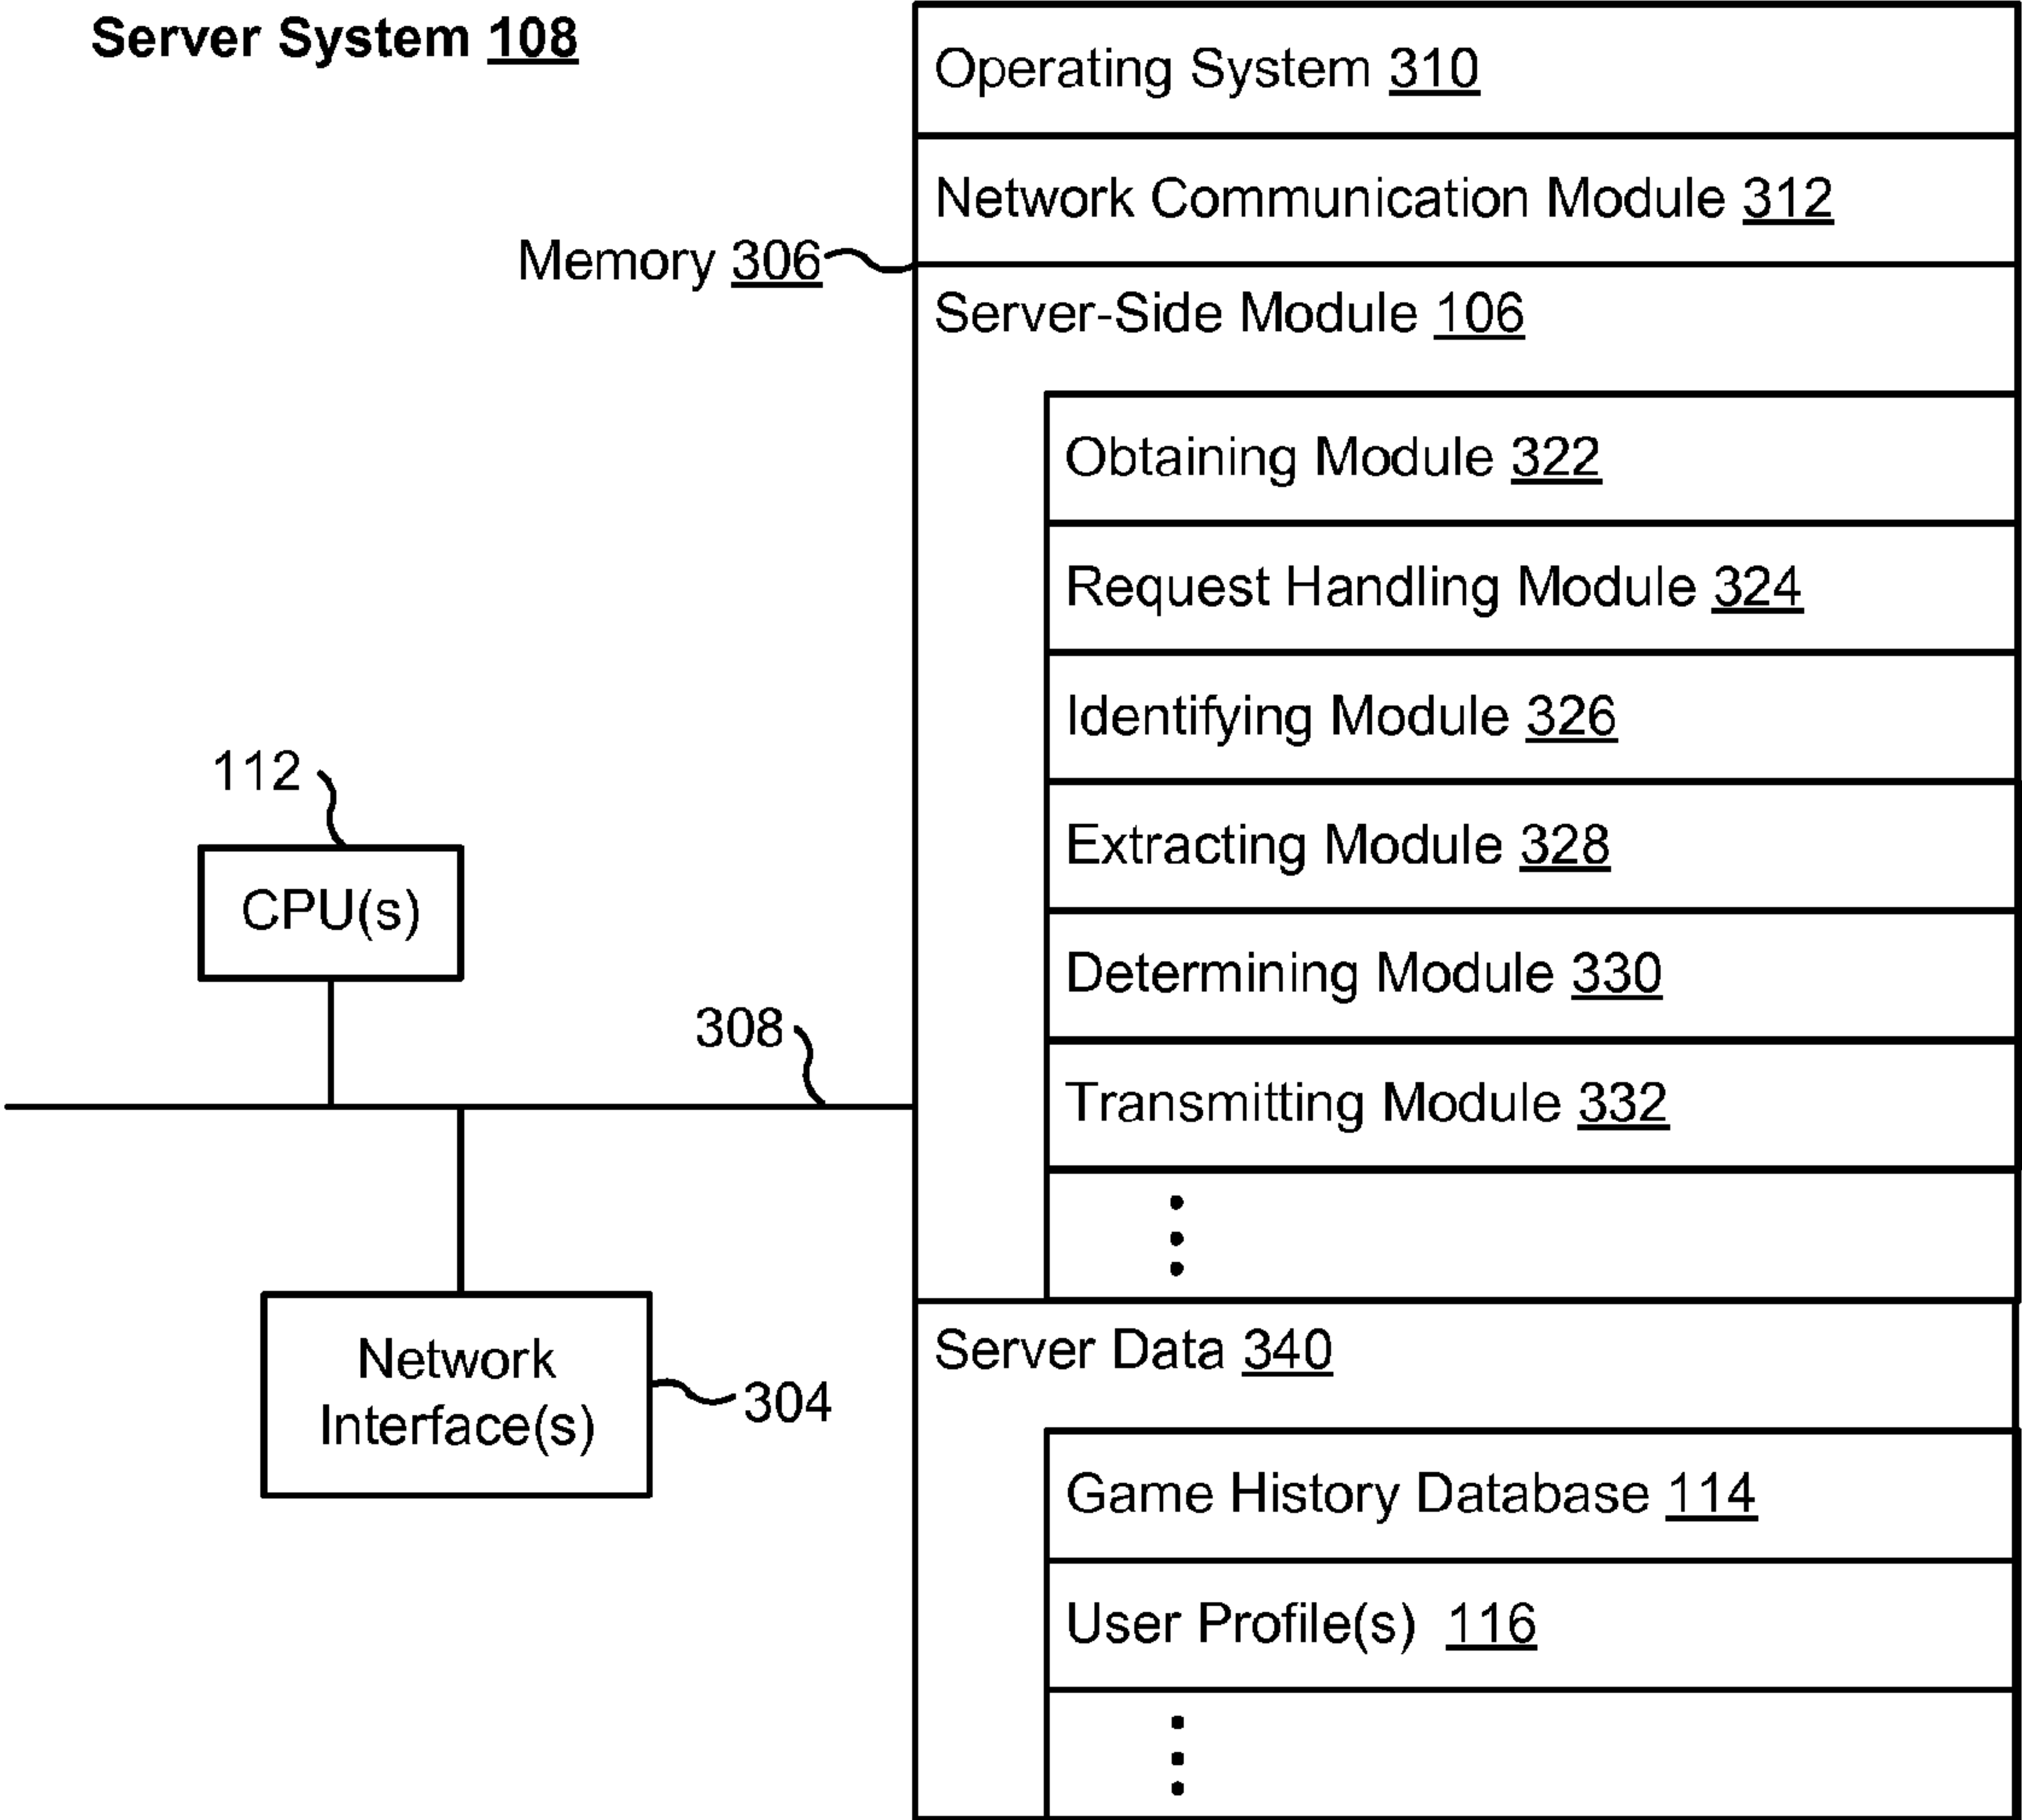 Server System 108
Operating System 310
Network Communication Module 312
Memory 306
Server-Side Module 106
Obtaining Module 322
Request Handling Module 324
Identifying Module 326
112
Extracting Module 328
CPU(s)
Determining Module 330
308
Transmitting Module 332
Network
Interface(s)
304
Server Data 340
Game History Database 114
User Profile(s) 116